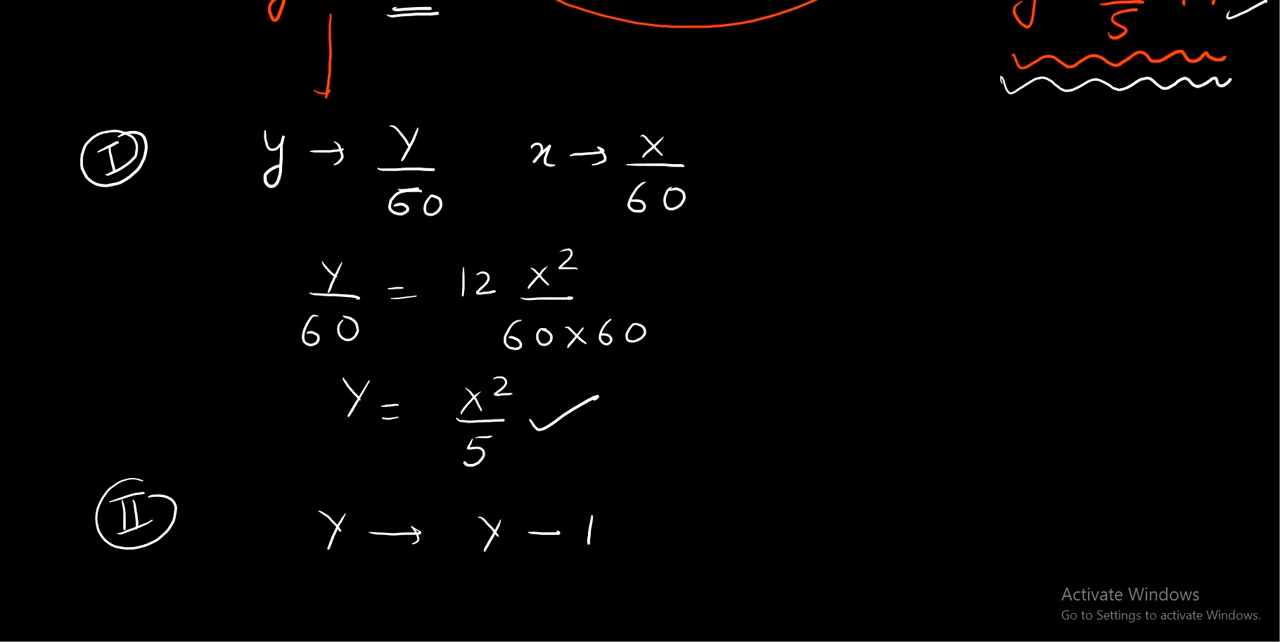 y 5
I y → Y/60 x → X/60
Y/60 = 12 X²/60×60
Y = X²/5 ✓
II Y → Y - 1
Activate Windows
Go to Settings to activate Windows.